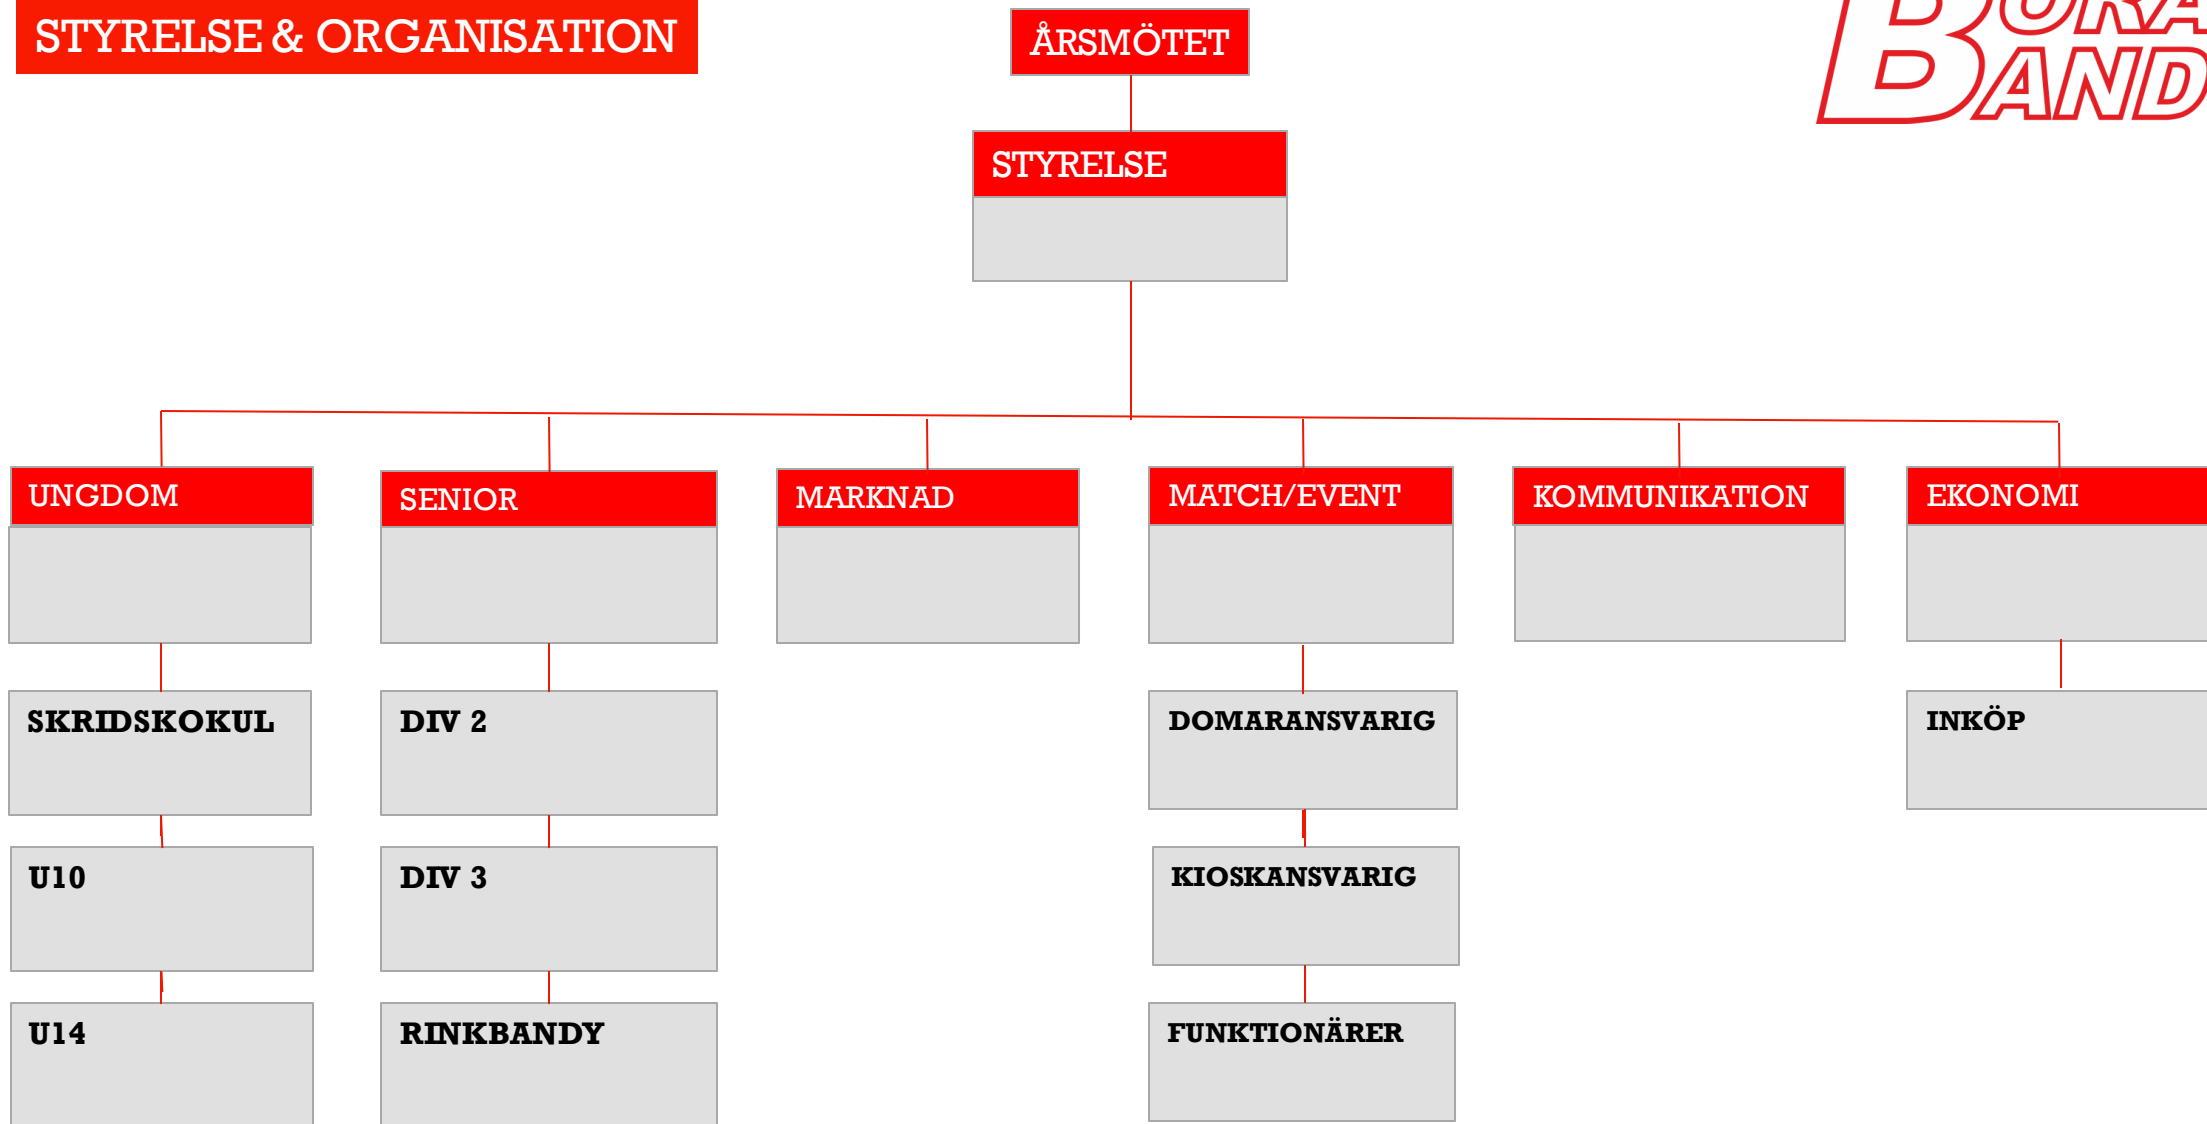 STYRELSE & ORGANISATION
ÅRSMÖTET
STYRELSE
UNGDOM
SENIOR
MARKNAD
MATCH/EVENT
KOMMUNIKATION
EKONOMI
SKRIDSKOKUL
DIV 2
DOMARANSVARIG
INKÖP
U10
DIV 3
KIOSKANSVARIG
U14
RINKBANDY
FUNKTIONÄRER